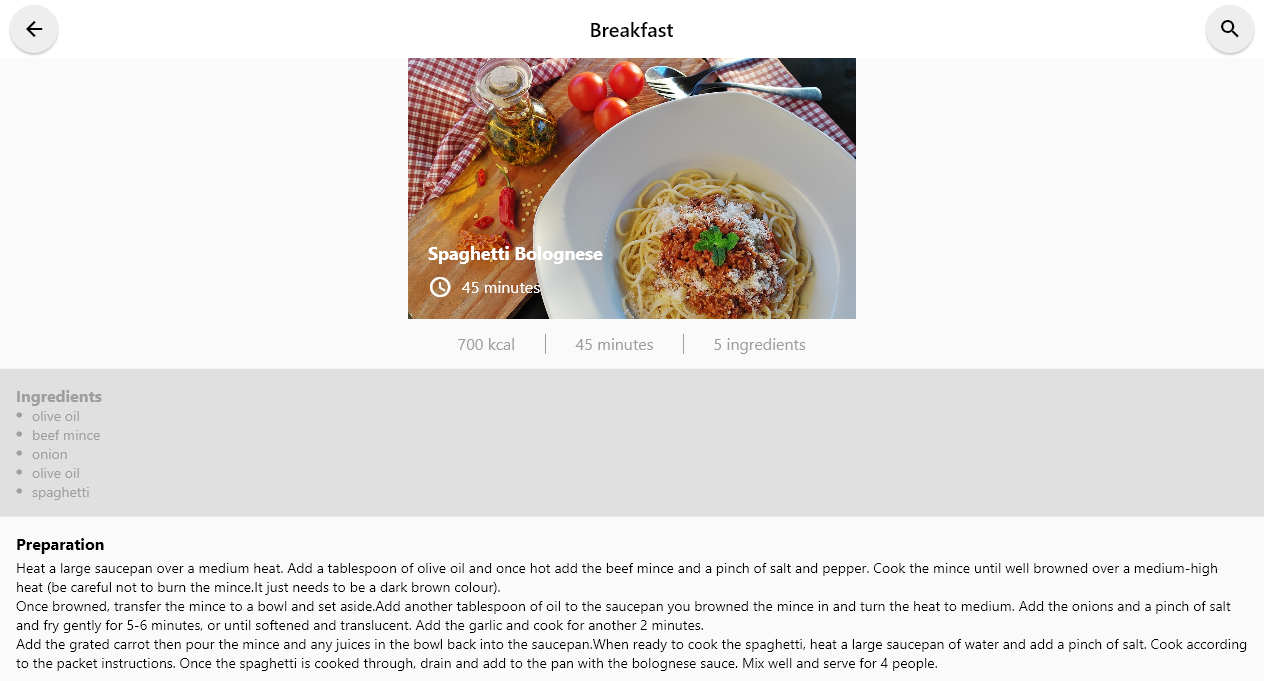 Breakfast
Spaghetti Bolognese
45 minutes
700 kcal 45 minutes 5 ingredients
Ingredients
• olive oil
• beef mince
• onion
• olive oil
• spaghetti
Preparation
Heat a large saucepan over a medium heat. Add a tablespoon of olive oil and once hot add the beef mince and a pinch of salt and pepper. Cook the mince until well browned over a medium-high
heat (be careful not to burn the mince.It just needs to be a dark brown colour).
Once browned, transfer the mince to a bowl and set aside.Add another tablespoon of oil to the saucepan you browned the mince in and turn the heat to medium. Add the onions and a pinch of salt
and fry gently for 5-6 minutes, or until softened and translucent. Add the garlic and cook for another 2 minutes.
Add the grated carrot then pour the mince and any juices in the bowl back into the saucepan.When ready to cook the spaghetti, heat a large saucepan of water and add a pinch of salt. Cook according
to the packet instructions. Once the spaghetti is cooked through, drain and add to the pan with the bolognese sauce. Mix well and serve for 4 people.